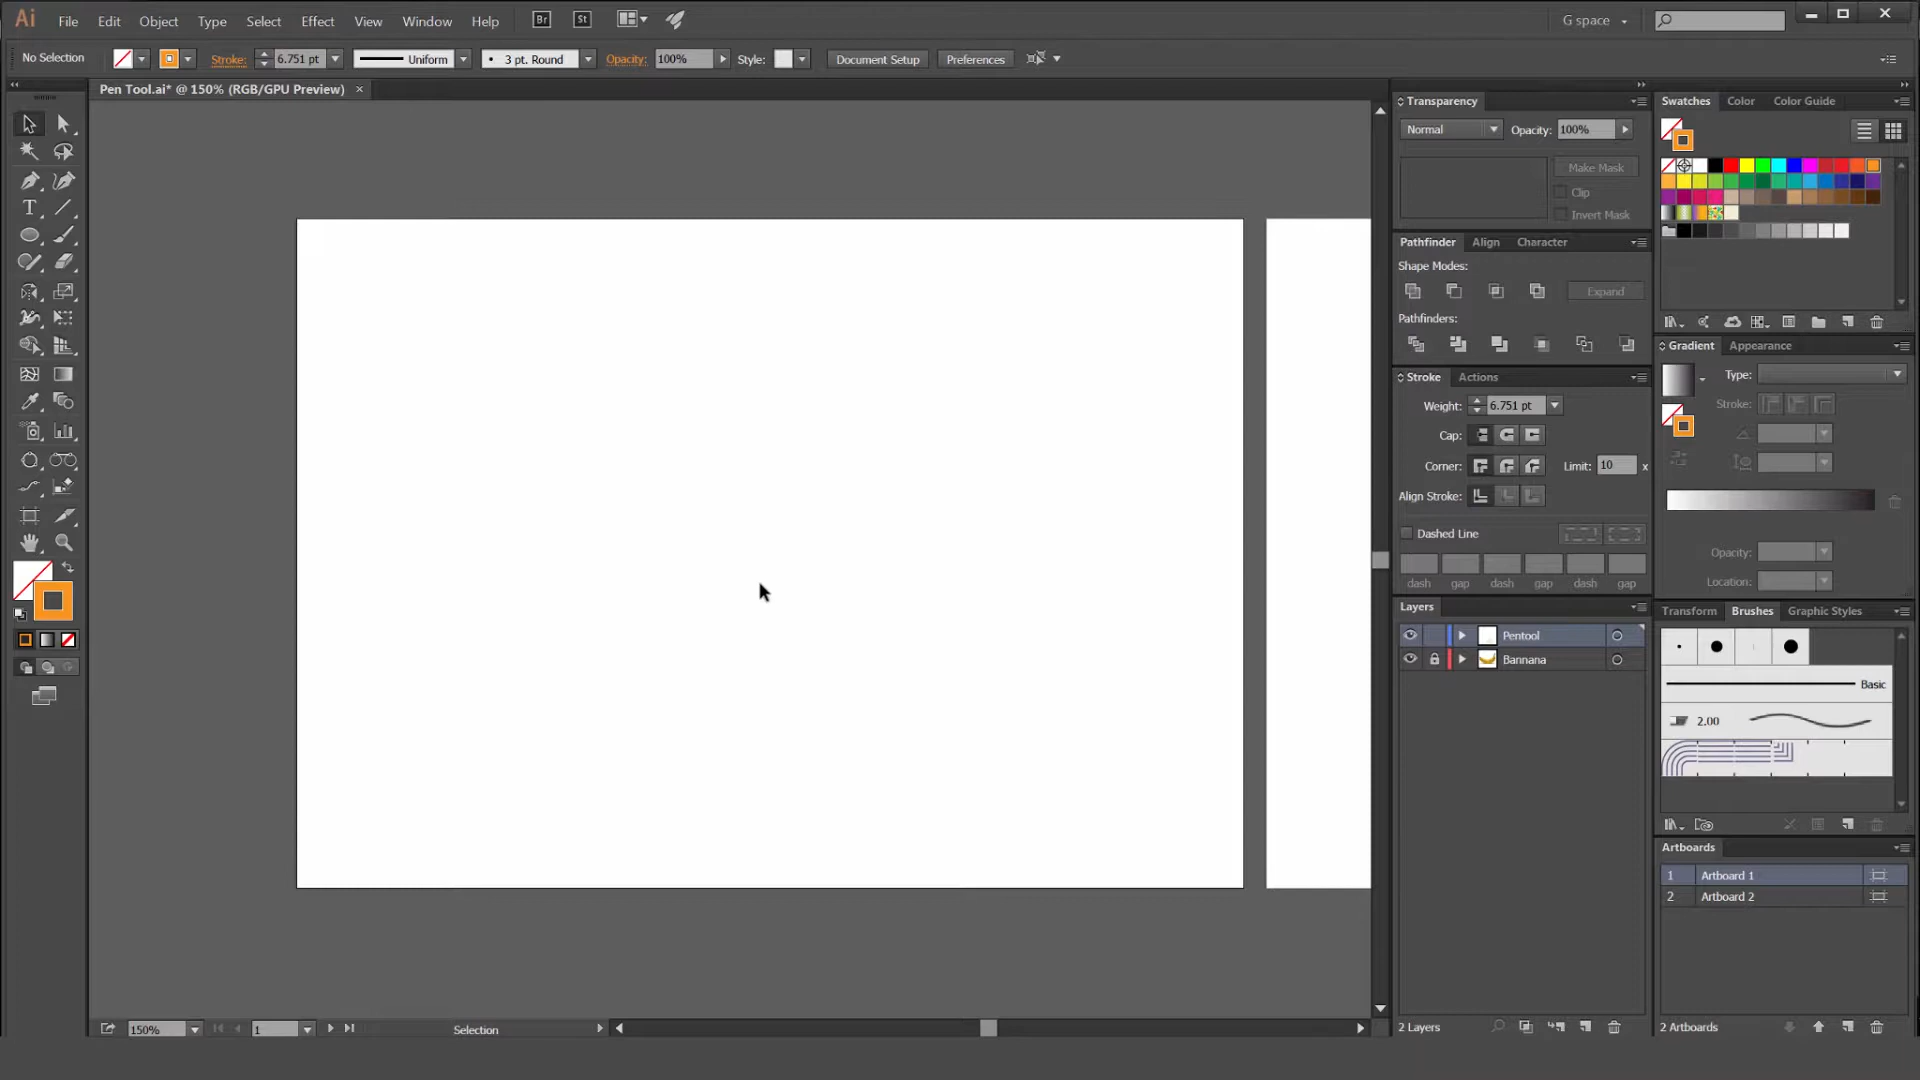 Ai File Edit Object Type Select Effect View Window Help Br St G space
No Selection Stroke: 6.751 pt Uniform 3 pt. Round Opacity: 100% Style: Document Setup Preferences
Pen Tool.ai* @ 150% (RGB/GPU Preview) ×
Transparency
Normal Opacity: 100%
Make Mask
Clip
Invert Mask
Pathfinder Align Character
Shape Modes:
Expand
Pathfinders:
Stroke Actions
Weight: 6.751 pt
Cap:
Corner: Limit: 10 x
Align Stroke:
Dashed Line
dash gap dash gap dash gap
Layers
Pentool
Bannana
2 Layers
Swatches Color Color Guide
Gradient Appearance
Type:
Stroke:
Opacity:
Location:
Transform Brushes Graphic Styles
Basic
2.00
Artboards
1 Artboard 1
2 Artboard 2
2 Artboards
T
150% 1 Selection